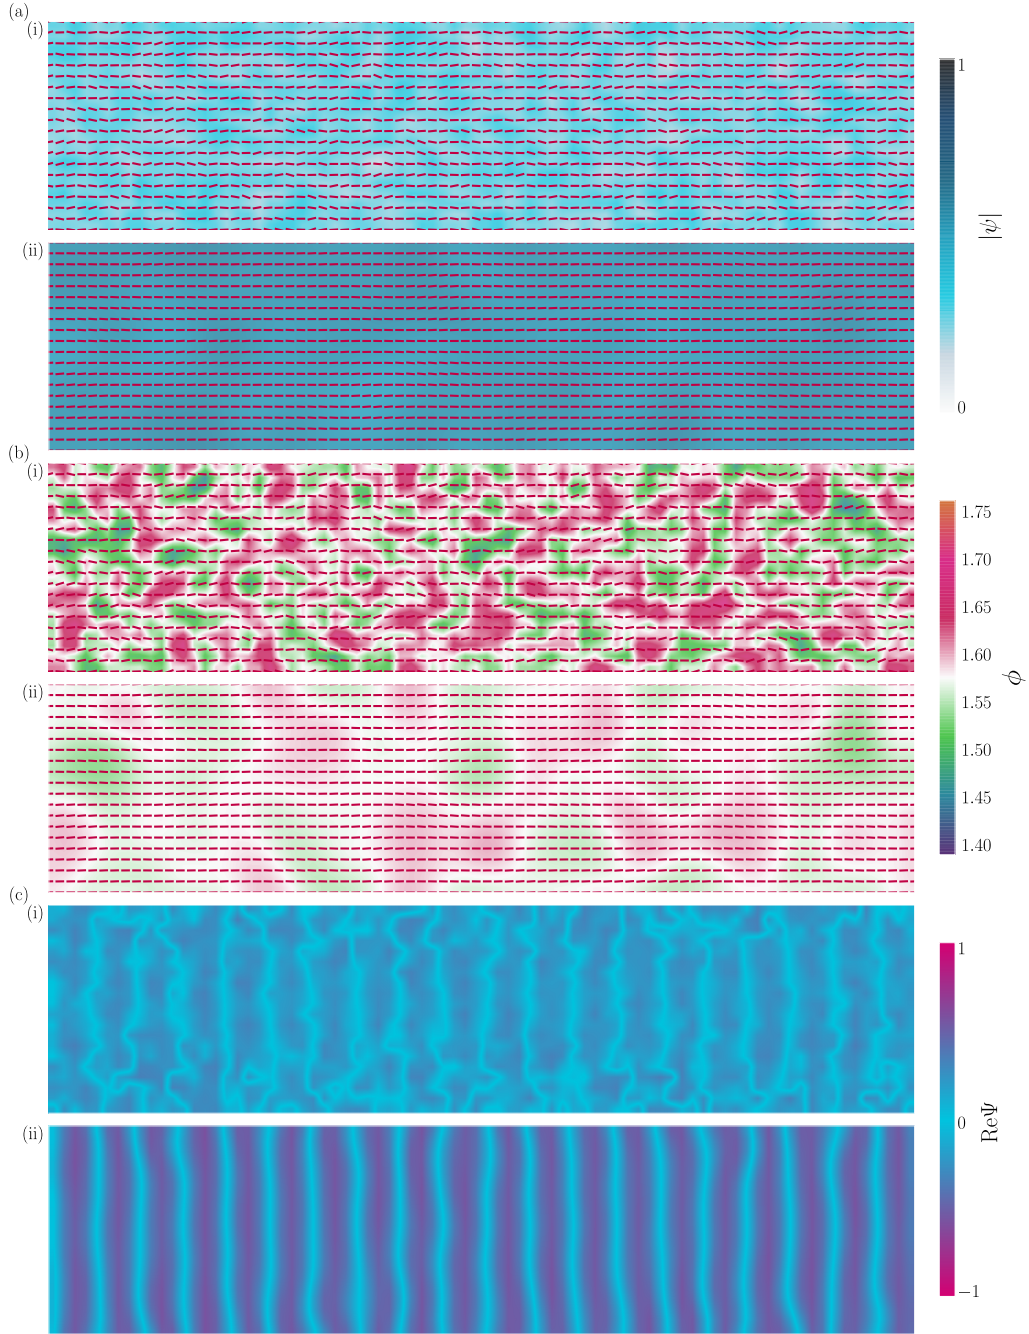 (a)
(i)
1
|ψ|
(ii)
0
(b)
(i)
1.75
1.70
1.65
1.60
ϕ
(ii)
1.55
1.50
1.45
1.40
(c)
(i)
1
0
ReΨ
(ii)
−1